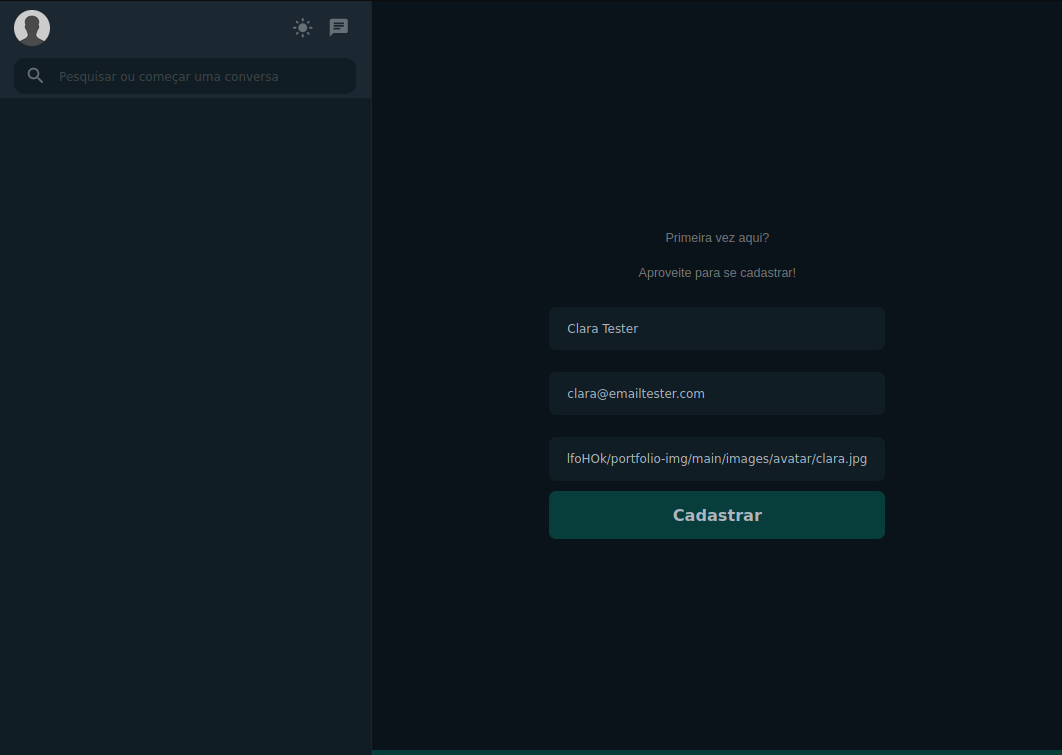 Pesquisar ou começar uma conversa
Primeira vez aqui?
Aproveite para se cadastrar!
Clara Tester
clara@emailtester.com
lfoHOk/portfolio-img/main/images/avatar/clara.jpg
Cadastrar